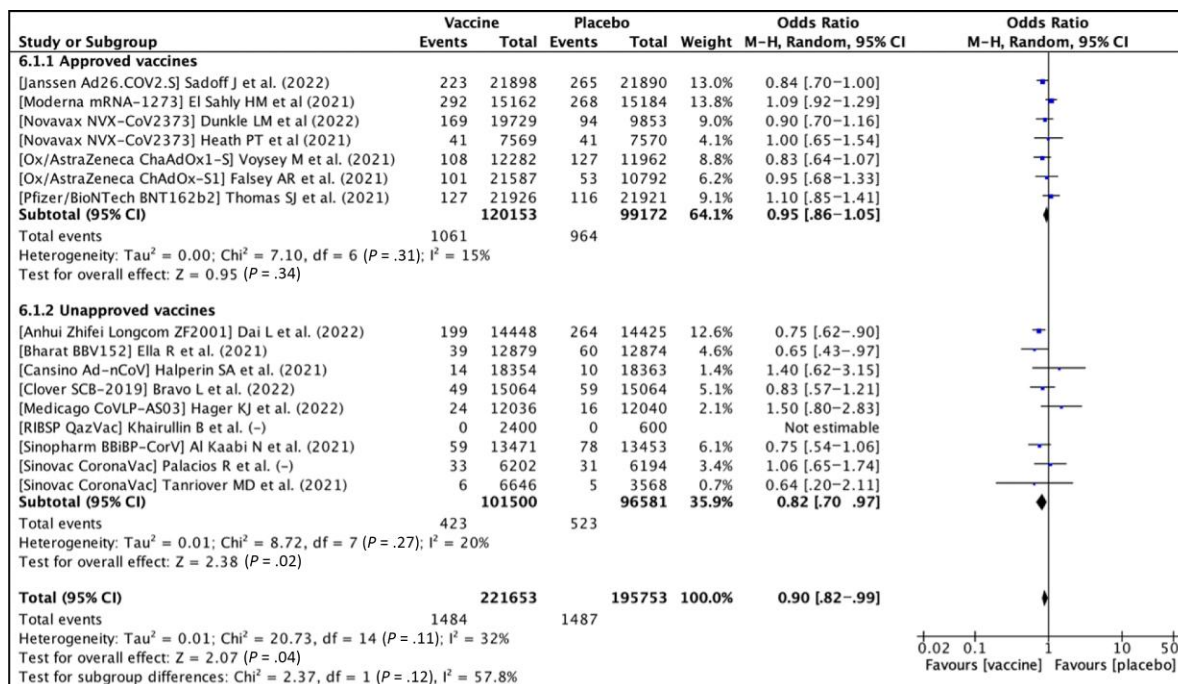 Vaccine Placebo Odds Ratio Odds Ratio
Study or Subgroup Events Total Events Total Weight M-H, Random, 95% CI M-H, Random, 95% CI
6.1.1 Approved vaccines
[Janssen Ad26.COV2.S] Sadoff J et al. (2022) 223 21898 265 21890 13.0% 0.84 [.70–1.00]
[Moderna mRNA-1273] El Sahly HM et al (2021) 292 15162 268 15184 13.8% 1.09 [.92–1.29]
[Novavax NVX-CoV2373] Dunkle LM et al (2022) 169 19729 94 9853 9.0% 0.90 [.70–1.16]
[Novavax NVX-CoV2373] Heath PT et al (2021) 41 7569 41 7570 4.1% 1.00 [.65–1.54]
[Ox/AstraZeneca ChaAdOx1-S] Voysey M et al. (2021) 108 12282 127 11962 8.8% 0.83 [.64–1.07]
[Ox/AstraZeneca ChAdOx-S1] Falsey AR et al. (2021) 101 21587 53 10792 6.2% 0.95 [.68–1.33]
[Pfizer/BioNTech BNT162b2] Thomas SJ et al. (2021) 127 21926 116 21921 9.1% 1.10 [.85–1.41]
Subtotal (95% CI) 120153 99172 64.1% 0.95 [.86–1.05]
Total events 1061 964
Heterogeneity: Tau² = 0.00; Chi² = 7.10, df = 6 (P = .31); I² = 15%
Test for overall effect: Z = 0.95 (P = .34)
6.1.2 Unapproved vaccines
[Anhui Zhifei Longcom ZF2001] Dai L et al. (2022) 199 14448 264 14425 12.6% 0.75 [.62–.90]
[Bharat BBV152] Ella R et al. (2021) 39 12879 60 12874 4.6% 0.65 [.43–.97]
[Cansino Ad-nCoV] Halperin SA et al. (2021) 14 18354 10 18363 1.4% 1.40 [.62–3.15]
[Clover SCB-2019] Bravo L et al. (2022) 49 15064 59 15064 5.1% 0.83 [.57–1.21]
[Medicago CoVLP-AS03] Hager KJ et al. (2022) 24 12036 16 12040 2.1% 1.50 [.80–2.83]
[RIBSP QazVac] Khairullin B et al. (-) 0 2400 0 600 Not estimable
[Sinopharm BBiBP-CorV] Al Kaabi N et al. (2021) 59 13471 78 13453 6.1% 0.75 [.54–1.06]
[Sinovac CoronaVac] Palacios R et al. (-) 33 6202 31 6194 3.4% 1.06 [.65–1.74]
[Sinovac CoronaVac] Tanriover MD et al. (2021) 6 6646 5 3568 0.7% 0.64 [.20–2.11]
Subtotal (95% CI) 101500 96581 35.9% 0.82 [.70 .97]
Total events 423 523
Heterogeneity: Tau² = 0.01; Chi² = 8.72, df = 7 (P = .27); I² = 20%
Test for overall effect: Z = 2.38 (P = .02)
Total (95% CI) 221653 195753 100.0% 0.90 [.82–.99]
Total events 1484 1487
Heterogeneity: Tau² = 0.01; Chi² = 20.73, df = 14 (P = .11); I² = 32%
Test for overall effect: Z = 2.07 (P = .04)
Test for subgroup differences: Chi² = 2.37, df = 1 (P = .12), I² = 57.8%
0.02 0.1 1 10 50
Favours [vaccine] Favours [placebo]